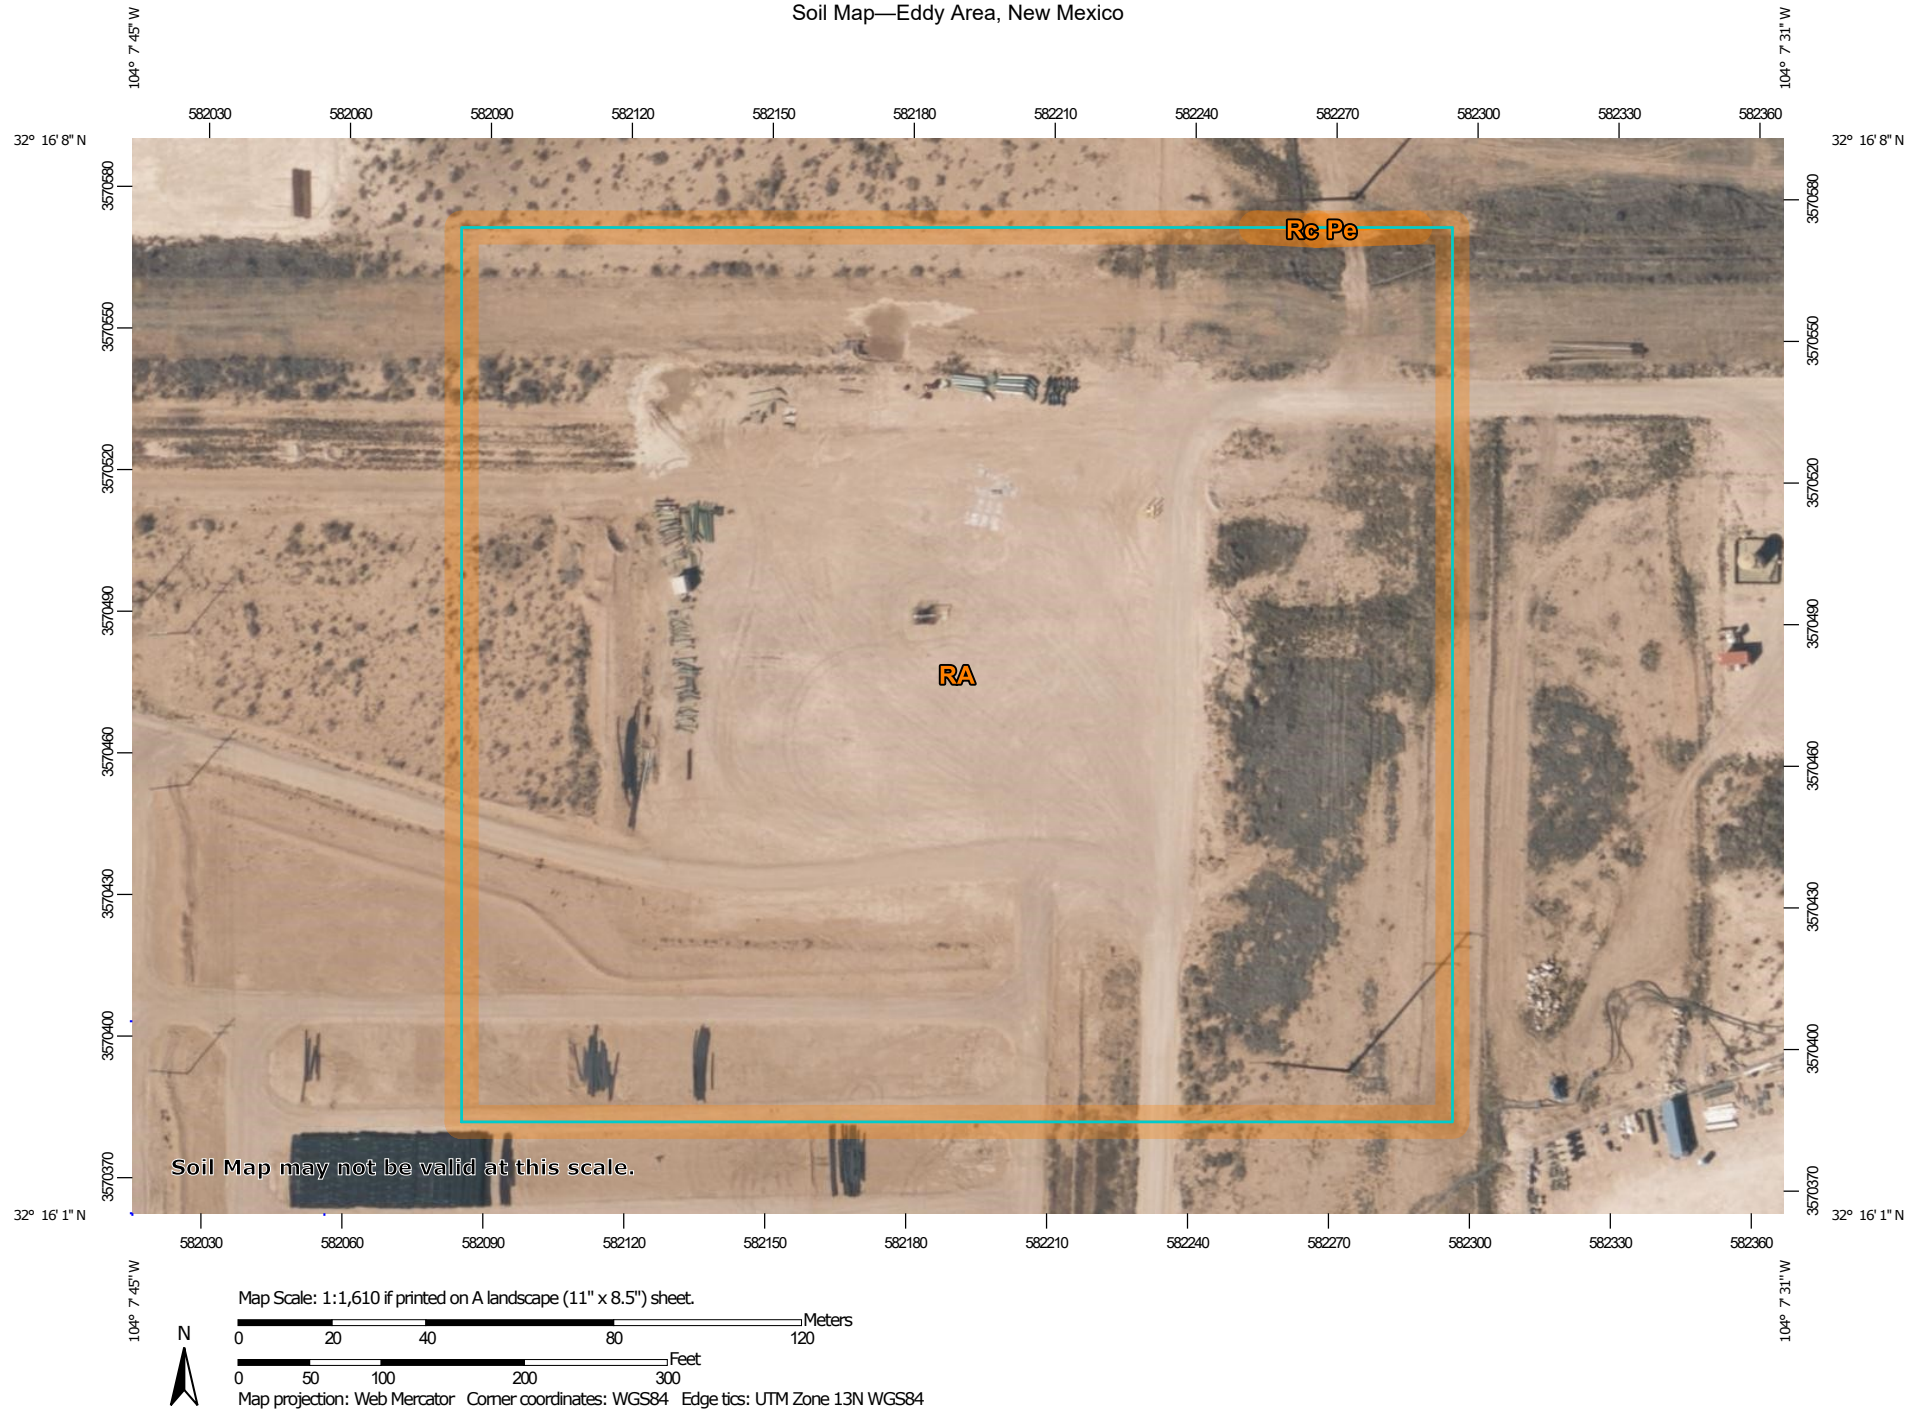 Soil Map—Eddy Area, New Mexico
104° 7' 45" W
104° 7' 31" W
582030 582060 582090 582120 582150 582180 582210 582240 582270 582300 582330 582360
32° 16' 8" N
32° 16' 8" N
3570580
3570580
Rc Pe
3570550
3570550
3570520
3570520
3570490
3570490
RA
3570460
3570460
3570430
3570430
3570400
3570400
Soil Map may not be valid at this scale.
3570370
3570370
32° 16' 1" N
32° 16' 1" N
582030 582060 582090 582120 582150 582180 582210 582240 582270 582300 582330 582360
104° 7' 45" W
104° 7' 31" W
Map Scale: 1:1,610 if printed on A landscape (11" x 8.5") sheet.
Meters
N
0 20 40 80 120
Feet
0 50 100 200 300
Map projection: Web Mercator Corner coordinates: WGS84 Edge tics: UTM Zone 13N WGS84